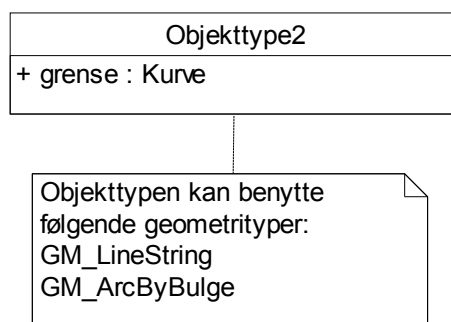 Objekttype2
+ grense : Kurve
Objekttypen kan benytte
følgende geometrityper:
GM_LineString
GM_ArcByBulge